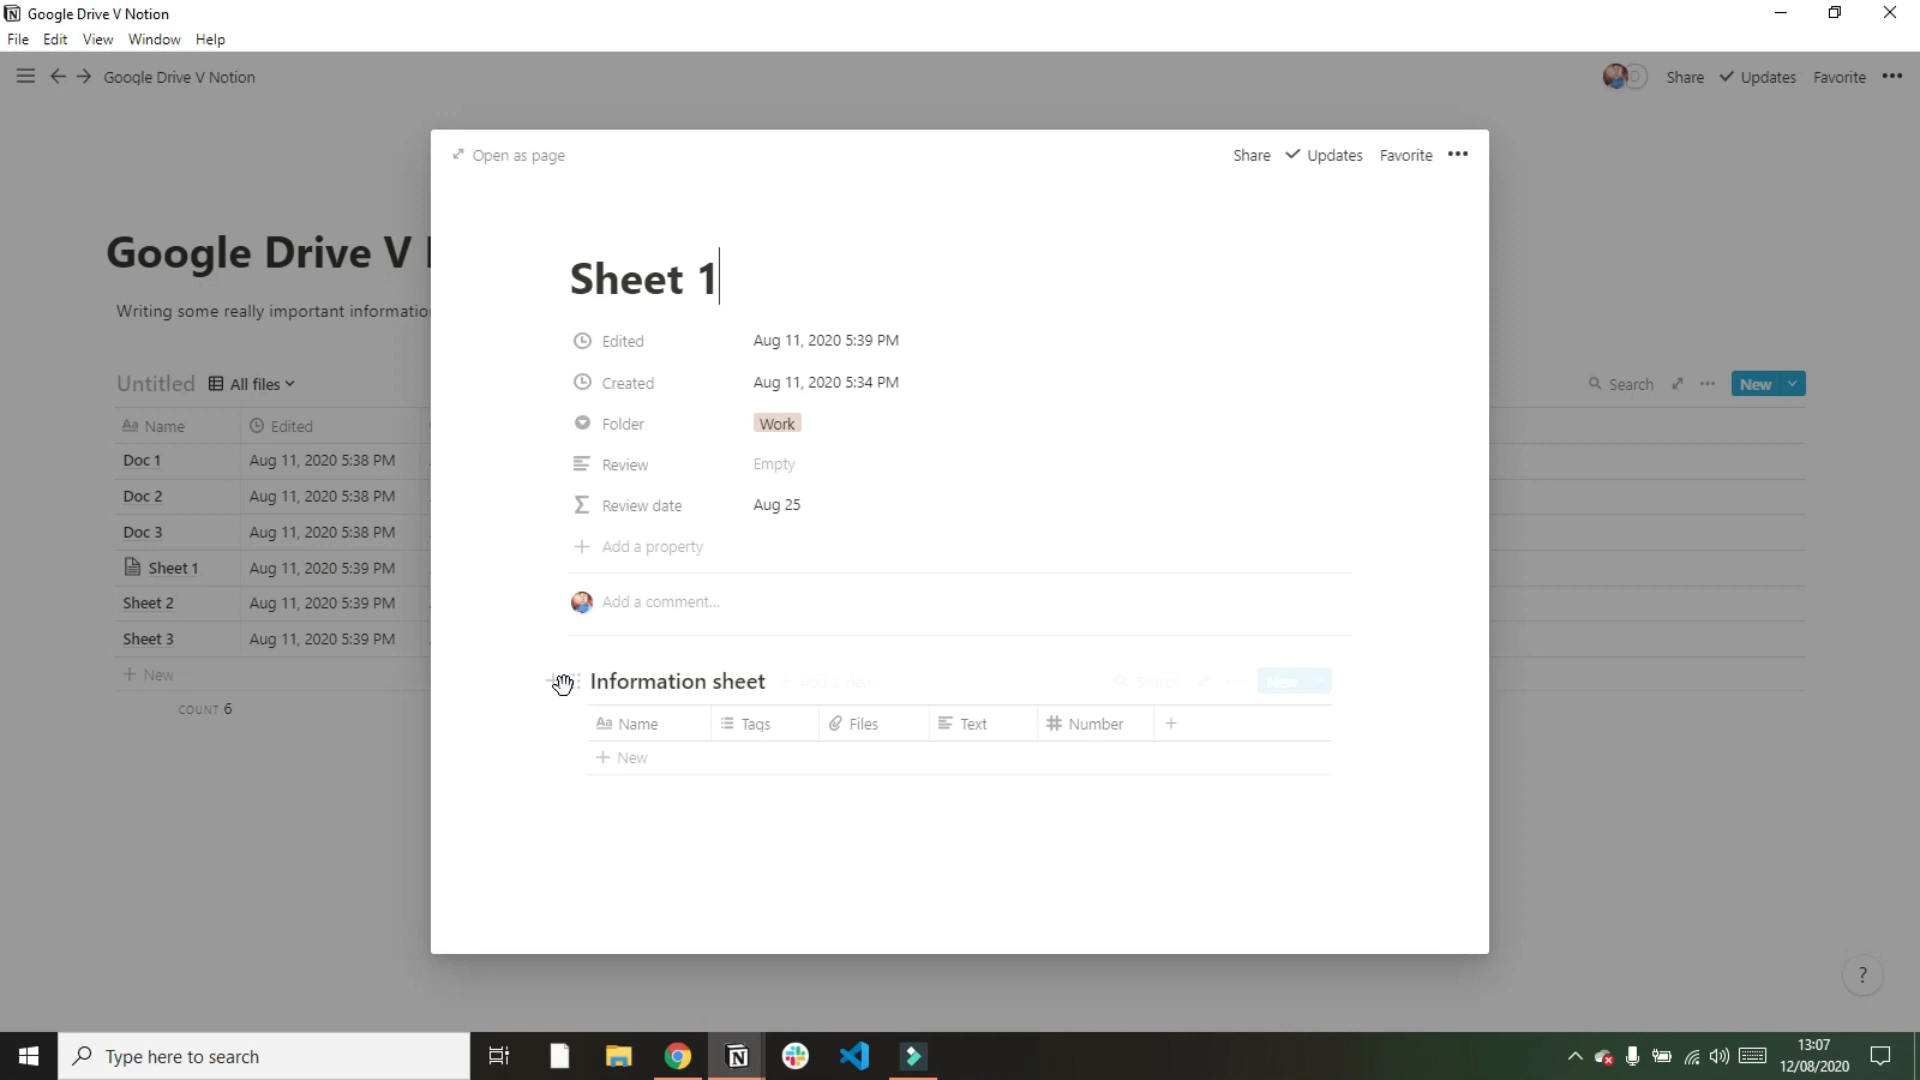 Google Drive V Notion
File Edit View Window Help
Google Drive V Notion
Share Updates Favorite
Open as page
Share Updates Favorite
Google Drive V
Sheet 1
Writing some really important
Edited Aug 11, 2020 5:39 PM
Created Aug 11, 2020 5:34 PM
Untitled All files
Search New
Name Edited
Folder Work
Doc 1 Aug 11, 2020 5:38 PM
Review Empty
Doc 2 Aug 11, 2020 5:38 PM
Review date Aug 25
Doc 3 Aug 11, 2020 5:38 PM
Add a property
Sheet 1 Aug 11, 2020 5:39 PM
Sheet 2 Aug 11, 2020 5:39 PM
Add a comment...
Sheet 3 Aug 11, 2020 5:39 PM
New
COUNT 6
Information sheet Add a view Search New
Name Tags Files Text Number
New
?
Type here to search
13:07
12/08/2020